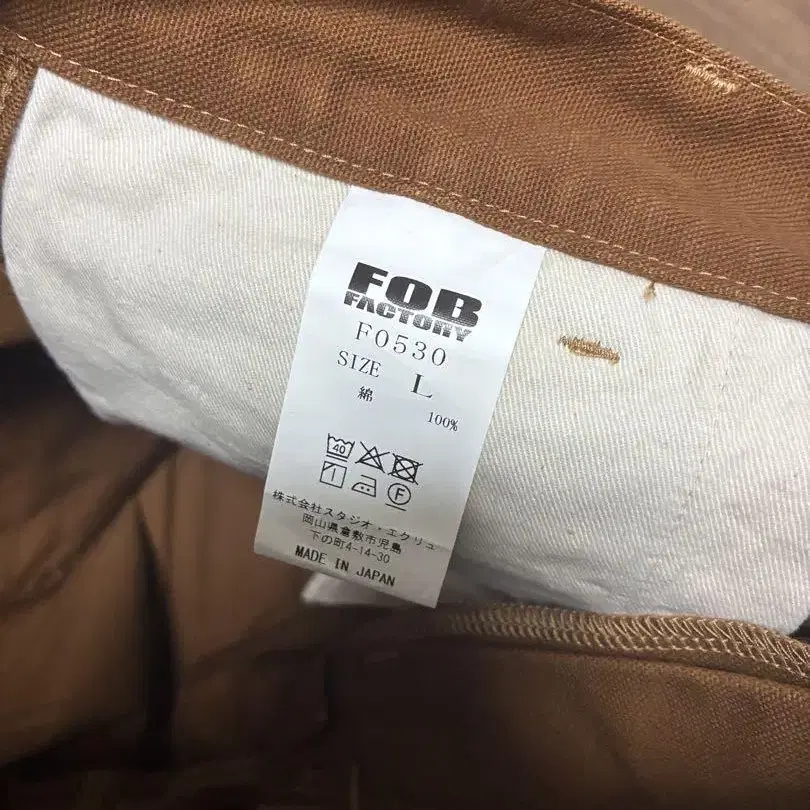 FOB
FACTORY
F0530
SIZE L
綿 100%
40
F
株式会社スタジオ・エクリュ
岡山県倉敷市児島
下の町4-14-30
MADE IN JAPAN